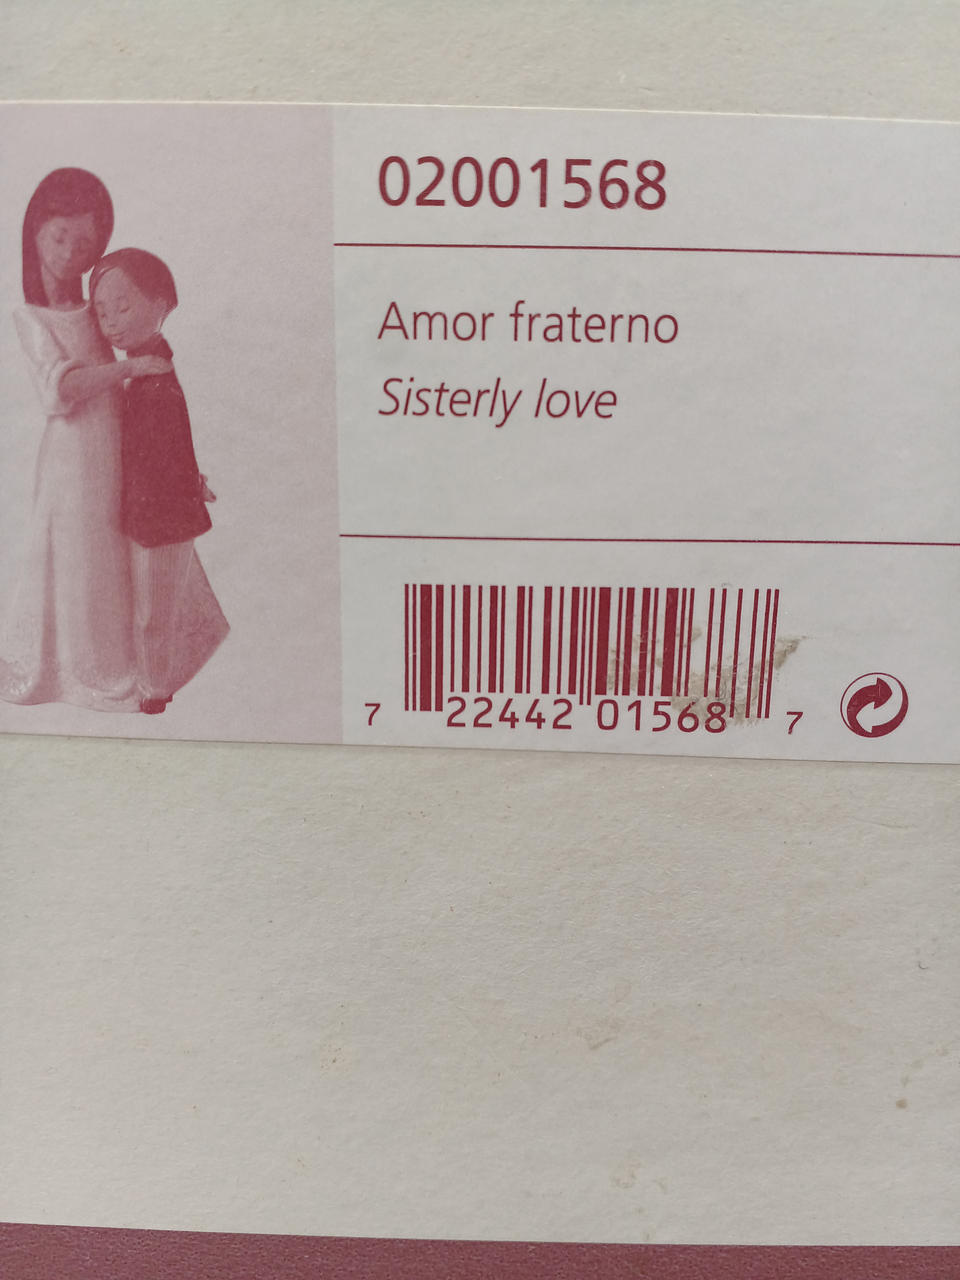 02001568
Amor fraterno
Sisterly love
7 22442 01568 7